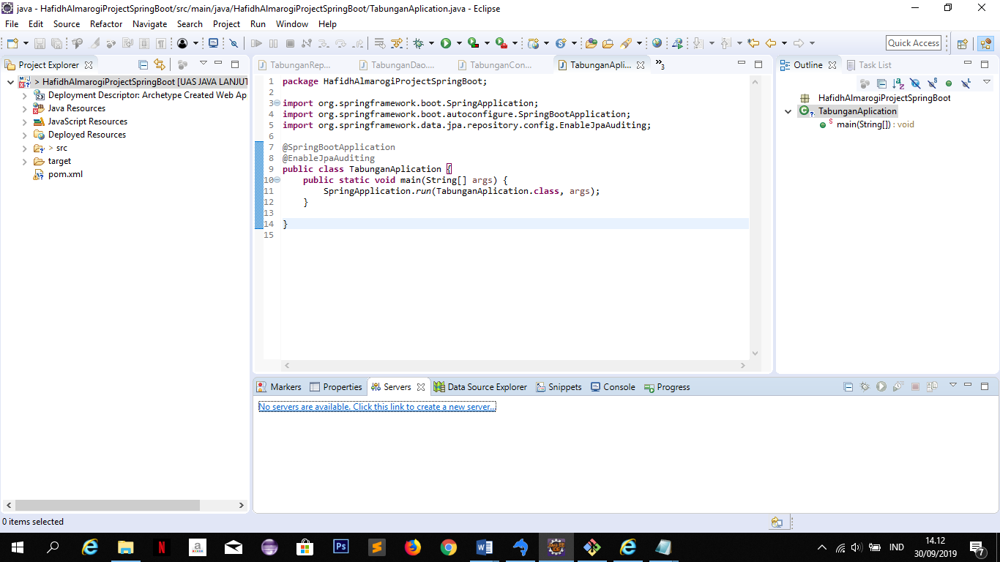 java - HafidhAlmarogiProjectSpringBoot/src/main/java/HafidhAlmarogiProjectSpringBoot/TabunganAplication.java - Eclipse
File Edit Source Refactor Navigate Search Project Run Window Help
Quick Access
Project Explorer
> HafidhAlmarogiProjectSpringBoot [UAS JAVA LANJUT
Deployment Descriptor: Archetype Created Web Ap
Java Resources
JavaScript Resources
Deployed Resources
> src
target
pom.xml
TabunganRep... TabunganDao.... TabunganCon... TabunganApli... »3
1 package HafidhAlmarogiProjectSpringBoot;
2
3 import org.springframework.boot.SpringApplication;
4 import org.springframework.boot.autoconfigure.SpringBootApplication;
5 import org.springframework.data.jpa.repository.config.EnableJpaAuditing;
6
7 @SpringBootApplication
8 @EnableJpaAuditing
9 public class TabunganAplication {
10 public static void main(String[] args) {
11 SpringApplication.run(TabunganAplication.class, args);
12 }
13
14 }
15
Outline Task List
HafidhAlmarogiProjectSpringBoot
TabunganAplication
main(String[]) : void
Markers Properties Servers Data Source Explorer Snippets Console Progress
No servers are available. Click this link to create a new server...
0 items selected
IND
14.12
30/09/2019
7